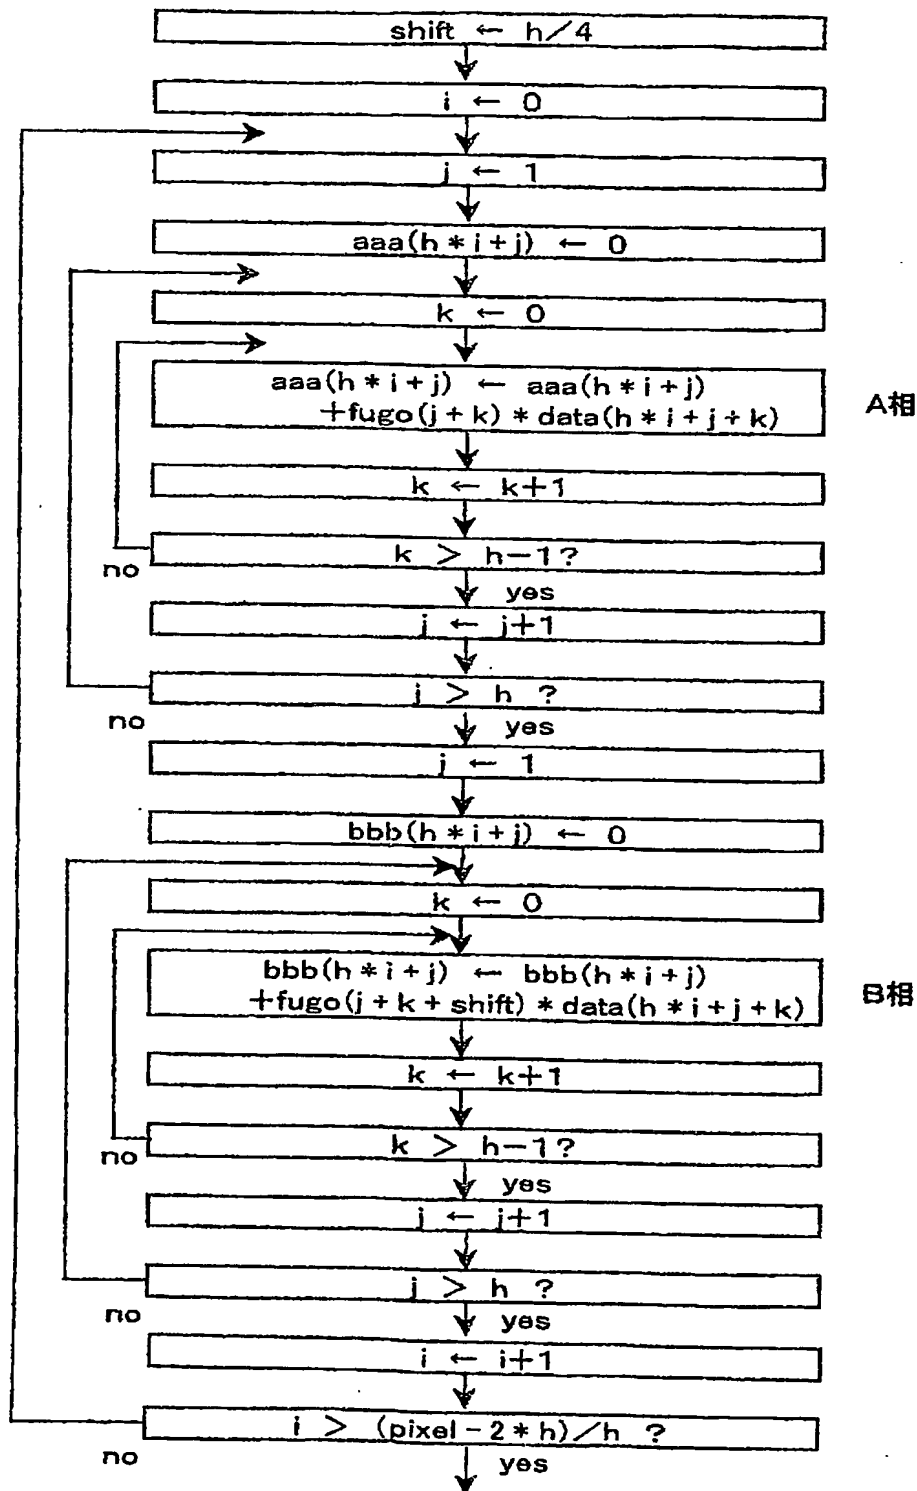 shift ← h/4
i ← 0
j ← 1
aaa(h*i+j) ← 0
k ← 0
aaa(h*i+j) ← aaa(h*i+j)
+fugo(j+k)*data(h*i+j+k)
A相
k ← k+1
k > h-1?
no
yes
j ← j+1
j > h ?
no
yes
j ← 1
bbb(h*i+j) ← 0
k ← 0
bbb(h*i+j) ← bbb(h*i+j)
+fugo(j+k+shift)*data(h*i+j+k)
B相
k ← k+1
k > h-1?
no
yes
j ← j+1
j > h ?
no
yes
i ← i+1
i > (pixel-2*h)/h ?
no
yes